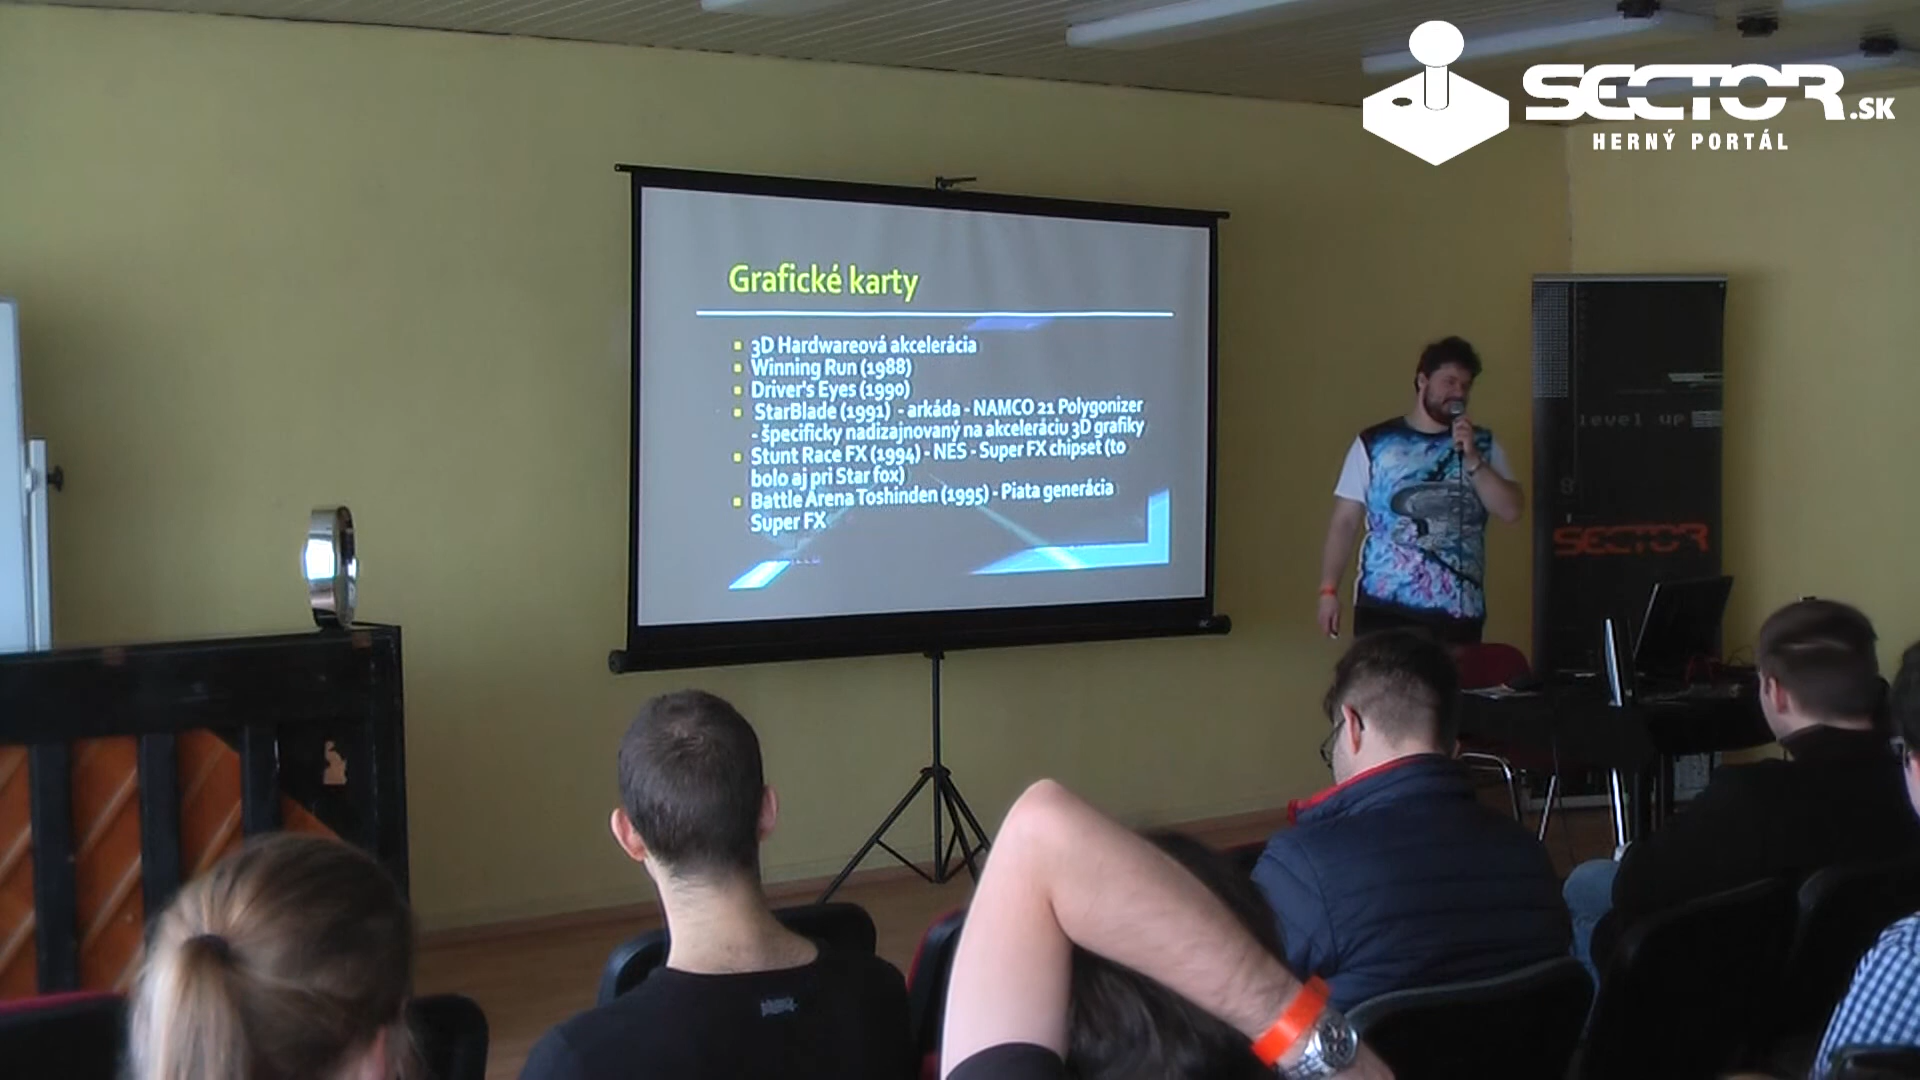 SECTOR.SK
HERNÝ PORTÁL
Grafické karty
3D Hardwareová akcelerácia
Winning Run (1988)
Driver's Eyes (1990)
StarBlade (1991) - arkáda - NAMCO 21 Polygonizer
- špecificky nadizajnovaný na akceleráciu 3D grafiky
Stunt Race FX (1994) - NES - Super FX chipset (to
bolo aj pri Star fox)
Battle Arena Toshinden (1995) - Piata generácia
Super FX
level up
SECTOR